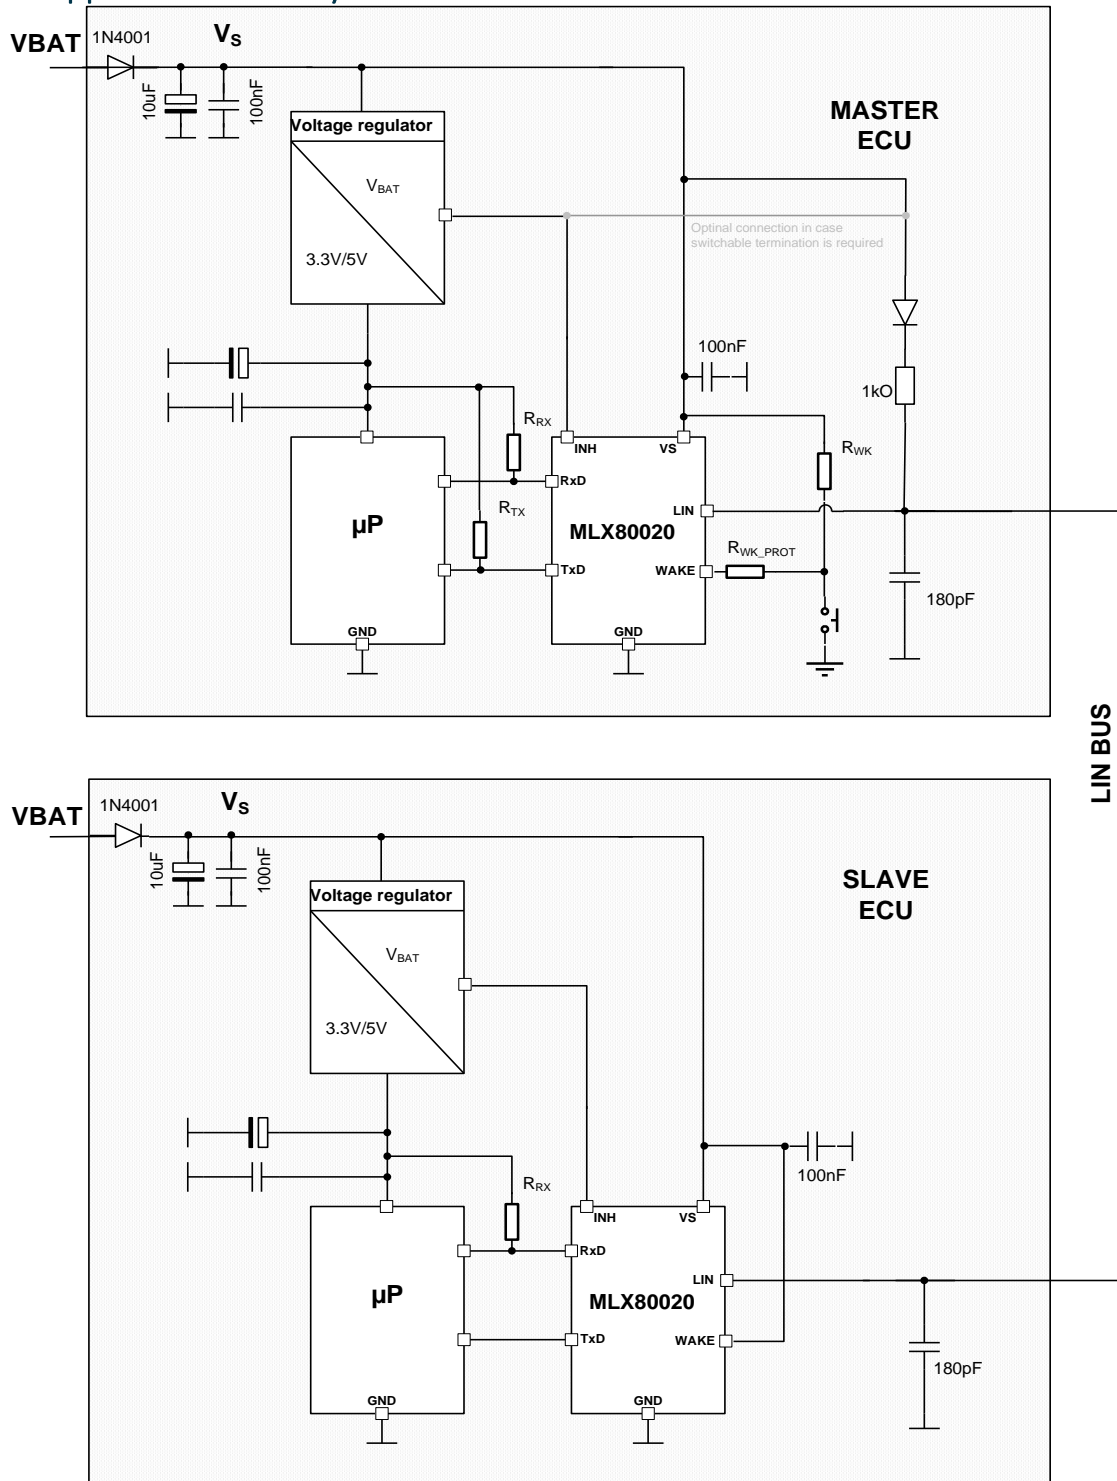 VBAT
1N4001
VS
10uF
100nF
MASTER
ECU
Voltage regulator
VBAT
3.3V/5V
Optinal connection in case
switchable termination is required
100nF
1kO
RRX
INH
VS
RWK
RxD
RTX
µP
LIN
MLX80020
RWK_PROT
TxD
WAKE
180pF
GND
GND
LIN BUS
VBAT
1N4001
VS
10uF
100nF
SLAVE
ECU
Voltage regulator
VBAT
3.3V/5V
100nF
RRX
INH
VS
RxD
LIN
µP
MLX80020
TxD
WAKE
180pF
GND
GND